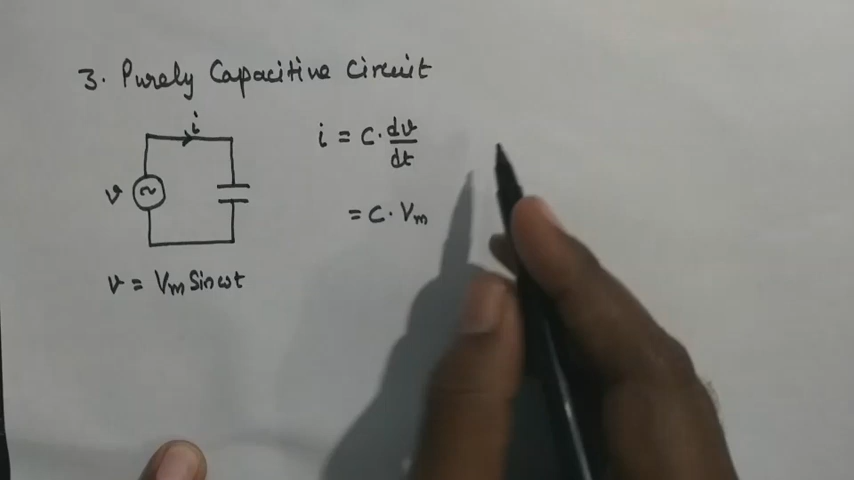 3. Purely Capacitive Circuit
i
i = C · dv/dt
v ~
= C · Vm
v = Vm Sin ωt